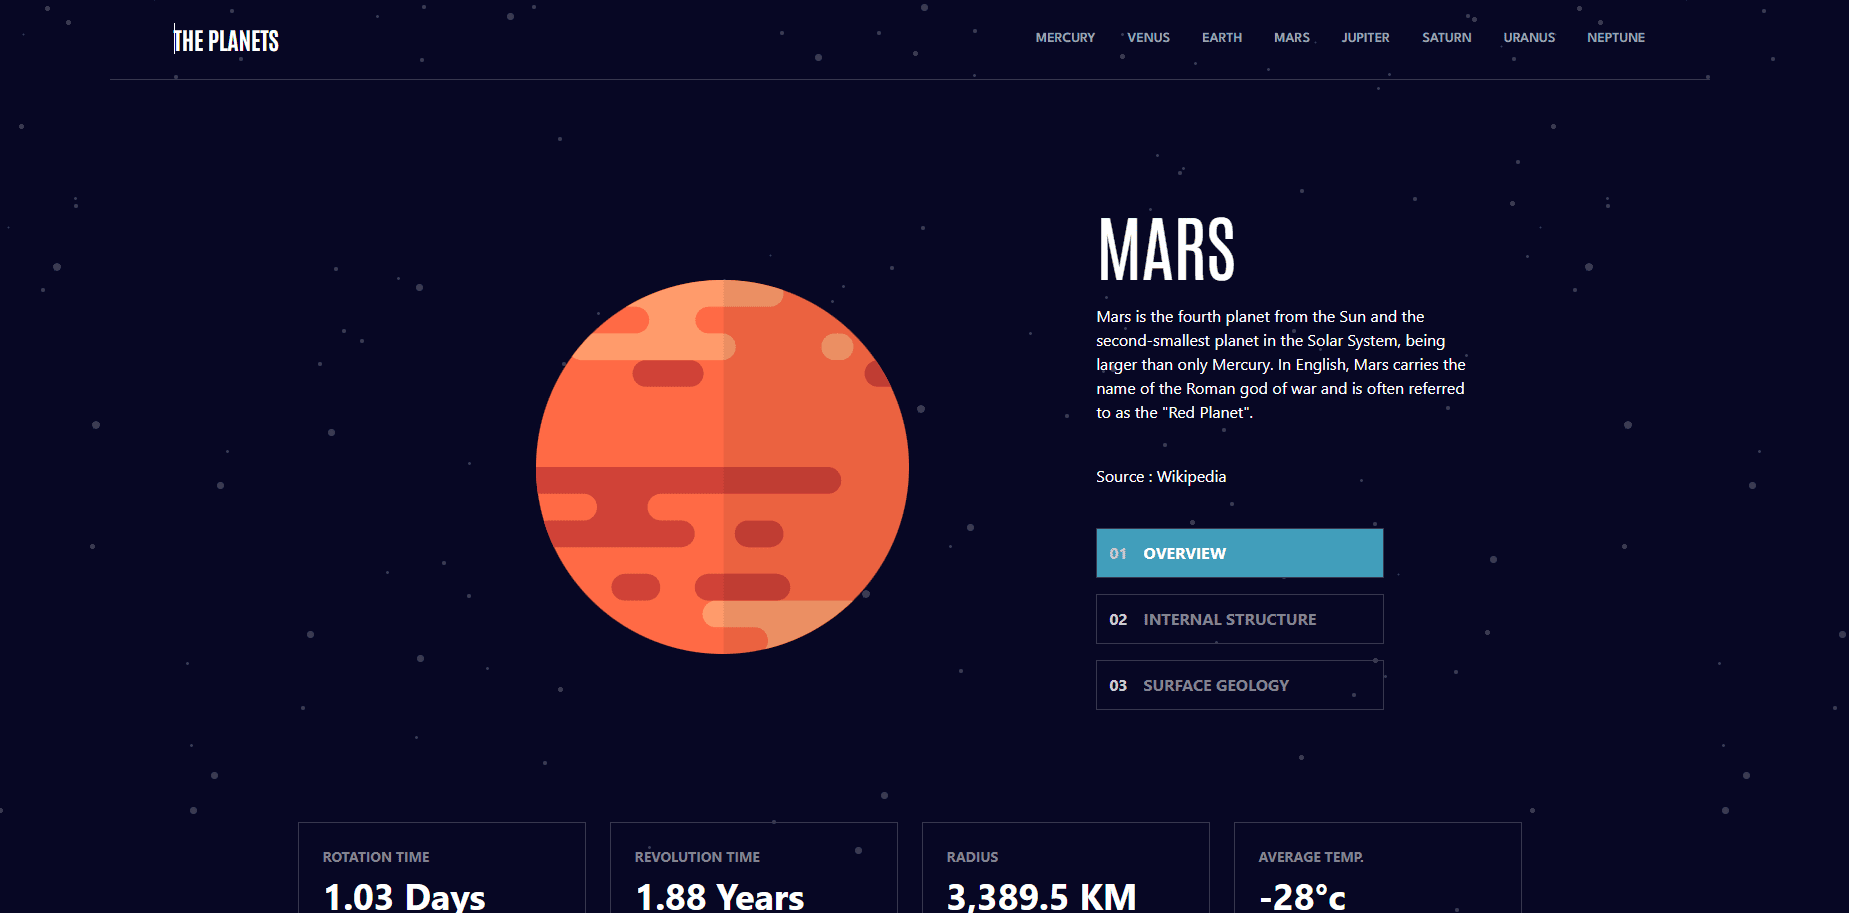 THE PLANETS
MERCURY VENUS EARTH MARS JUPITER SATURN URANUS NEPTUNE
MARS
Mars is the fourth planet from the Sun and the
second-smallest planet in the Solar System, being
larger than only Mercury. In English, Mars carries the
name of the Roman god of war and is often referred
to as the "Red Planet".
Source : Wikipedia
01 OVERVIEW
02 INTERNAL STRUCTURE
03 SURFACE GEOLOGY
ROTATION TIME
1.03 Days
REVOLUTION TIME
1.88 Years
RADIUS
3,389.5 KM
AVERAGE TEMP.
-28°c